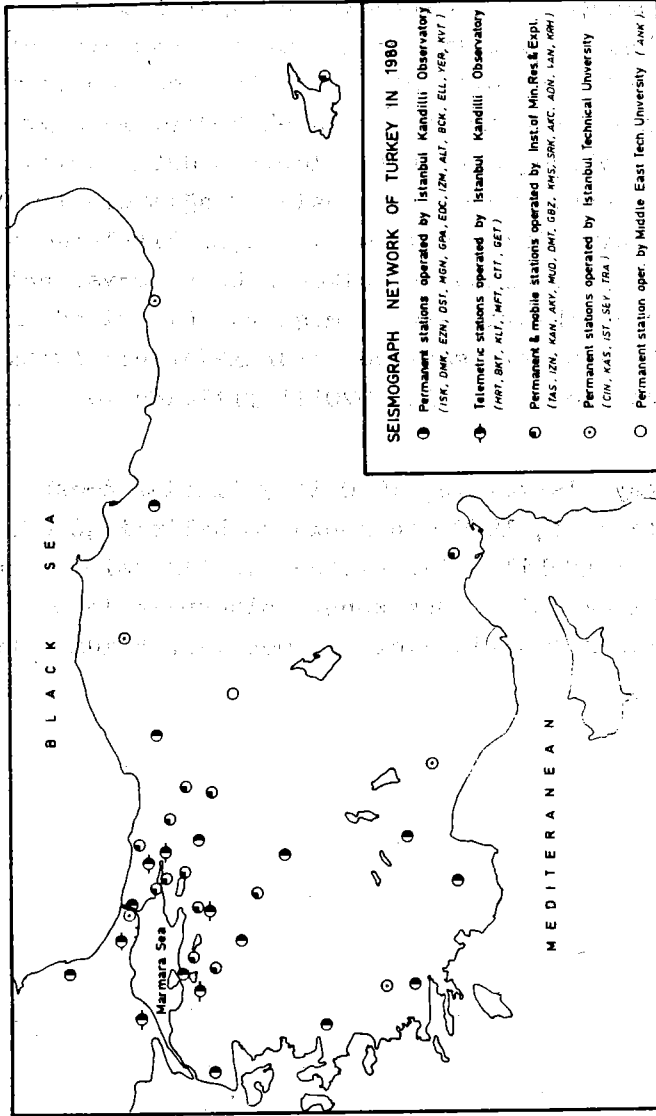 BLACK SEA
Marmara Sea
MEDITERANEAN
SEISMOGRAPH NETWORK OF TURKEY IN 1980
Permanent stations operated by İstanbul Kandilli Observatory
(ISK, DMK, EZN, DST, MGN, GPA, EDC, IZM, ALT, BCK, ELL, YER, KVT)
Telemetric stations operated by İstanbul Kandilli Observatory
(HRT, BKT, KLT, MFT, CTT, GET)
Permanent & mobile stations operated by Inst. of Min. Res. & Expl.
(TAS, IZN, KAN, AKY, MUD, DMT, GBZ, KMS, SRK, AKC, ADN, VAN, KRH)
Permanent stations operated by İstanbul Technical University
(CIN, KAS, IST, SEY, TRA)
Permanent station oper. by Middle East Tech. University (ANK).